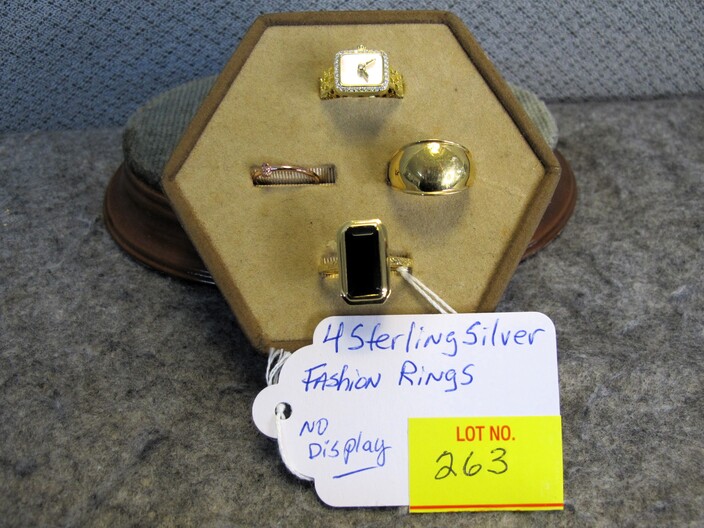 4 Sterling Silver
Fashion Rings
No
Display
LOT NO.
263